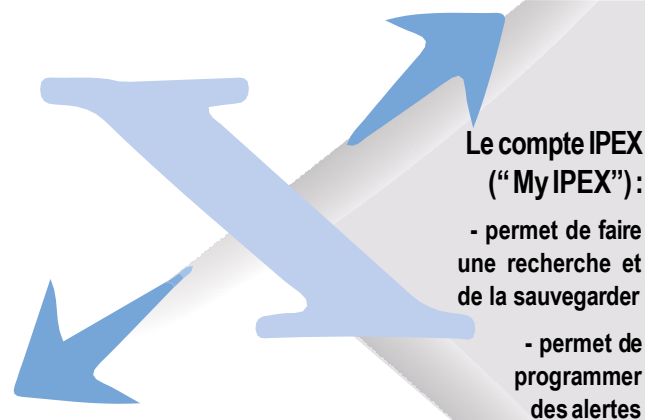 Le compte IPEX
(“My IPEX”) :
- permet de faire
une recherche et
de la sauvegarder
- permet de
programmer
des alertes